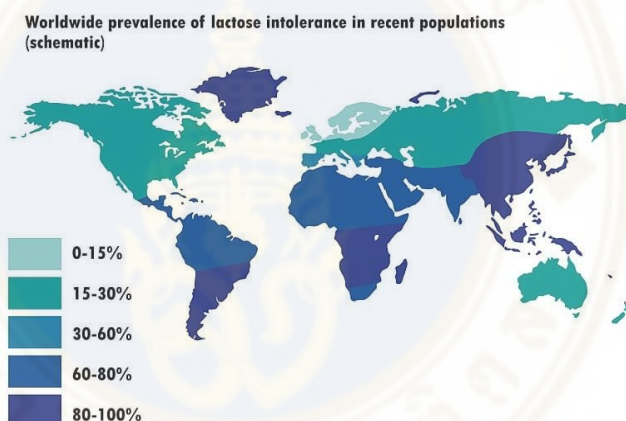 Worldwide prevalence of lactose intolerance in recent populations
(schematic)
0-15%
15-30%
30-60%
60-80%
80-100%